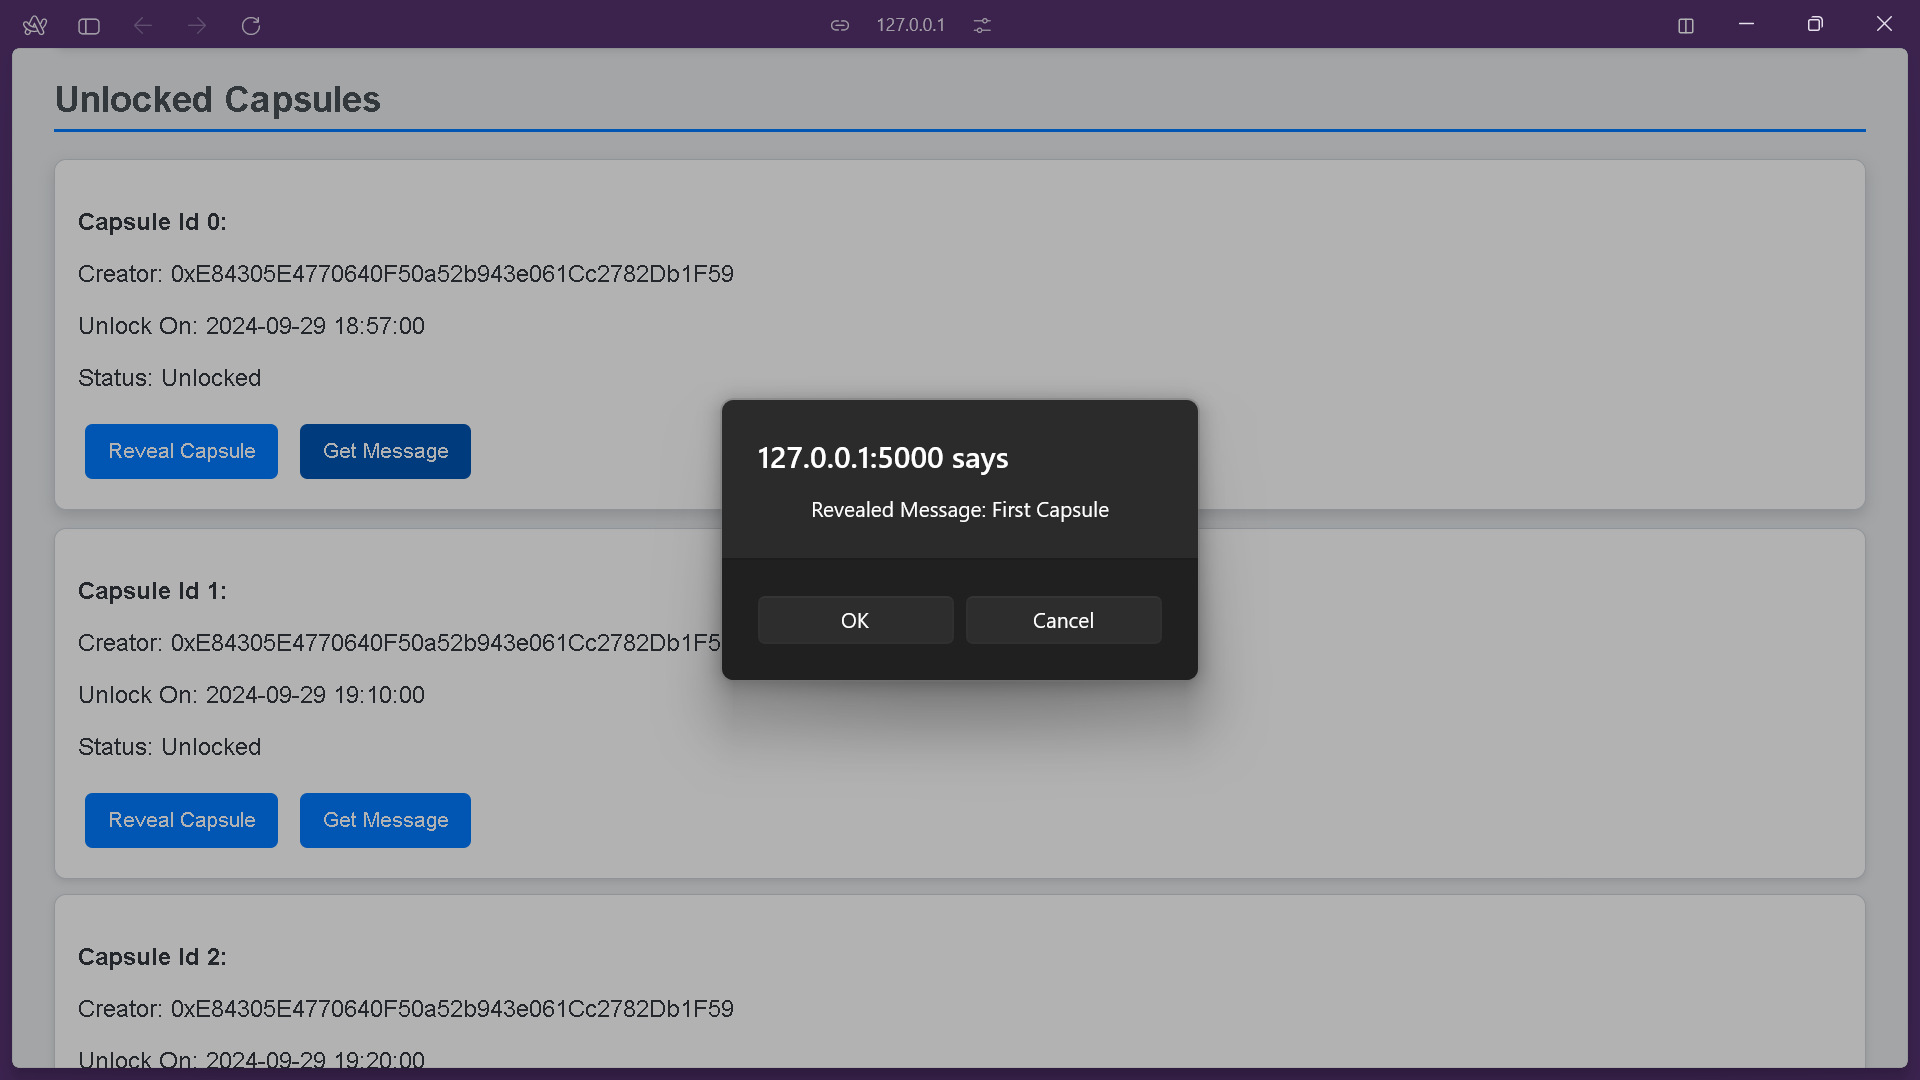 127.0.0.1
Unlocked Capsules
Capsule Id 0:
Creator: 0xE84305E4770640F50a52b943e061Cc2782Db1F59
Unlock On: 2024-09-29 18:57:00
Status: Unlocked
Reveal Capsule
Get Message
127.0.0.1:5000 says
Revealed Message: First Capsule
OK
Cancel
Capsule Id 1:
Creator: 0xE84305E4770640F50a52b943e061Cc2782Db1F5
Unlock On: 2024-09-29 19:10:00
Status: Unlocked
Reveal Capsule
Get Message
Capsule Id 2:
Creator: 0xE84305E4770640F50a52b943e061Cc2782Db1F59
Unlock On: 2024-09-29 19:20:00